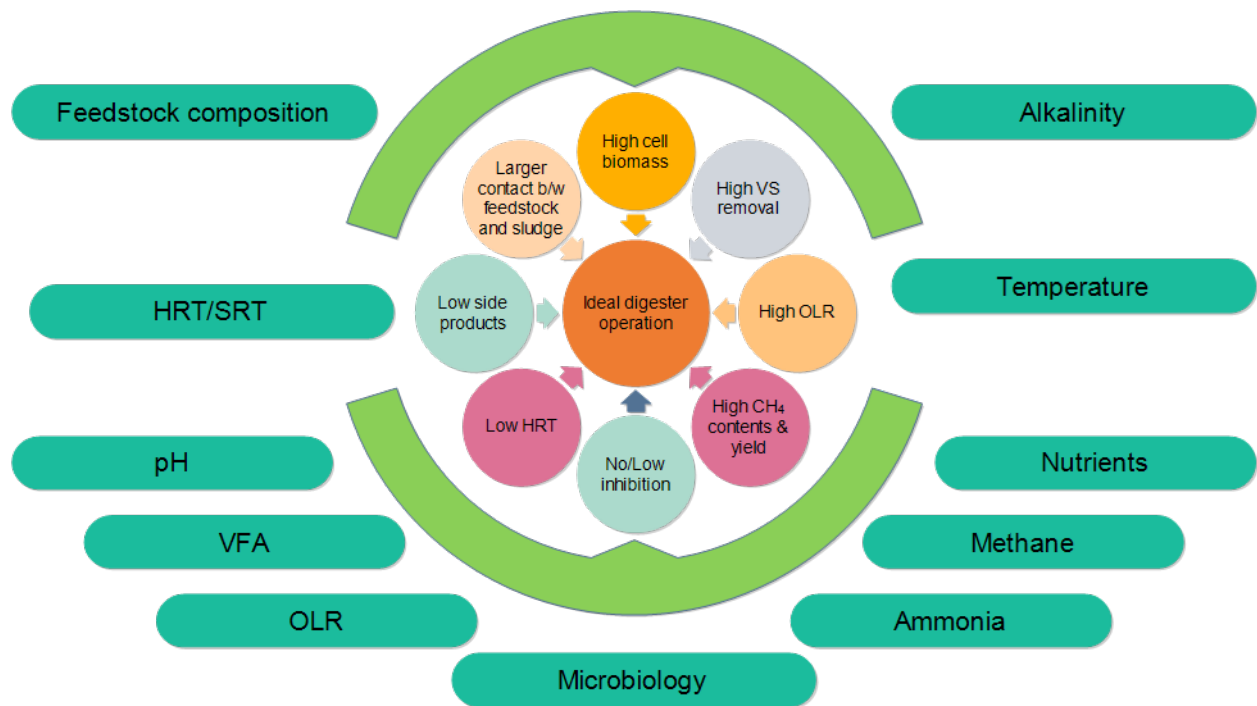 Feedstock composition
Alkalinity
High cell
biomass
Larger
contact b/w
feedstock
and sludge
High VS
removal
HRT/SRT
Low side
products
Ideal digester
operation
High OLR
Temperature
Low HRT
No/Low
inhibition
High CH₄
contents &
yield
pH
VFA
OLR
Microbiology
Ammonia
Methane
Nutrients